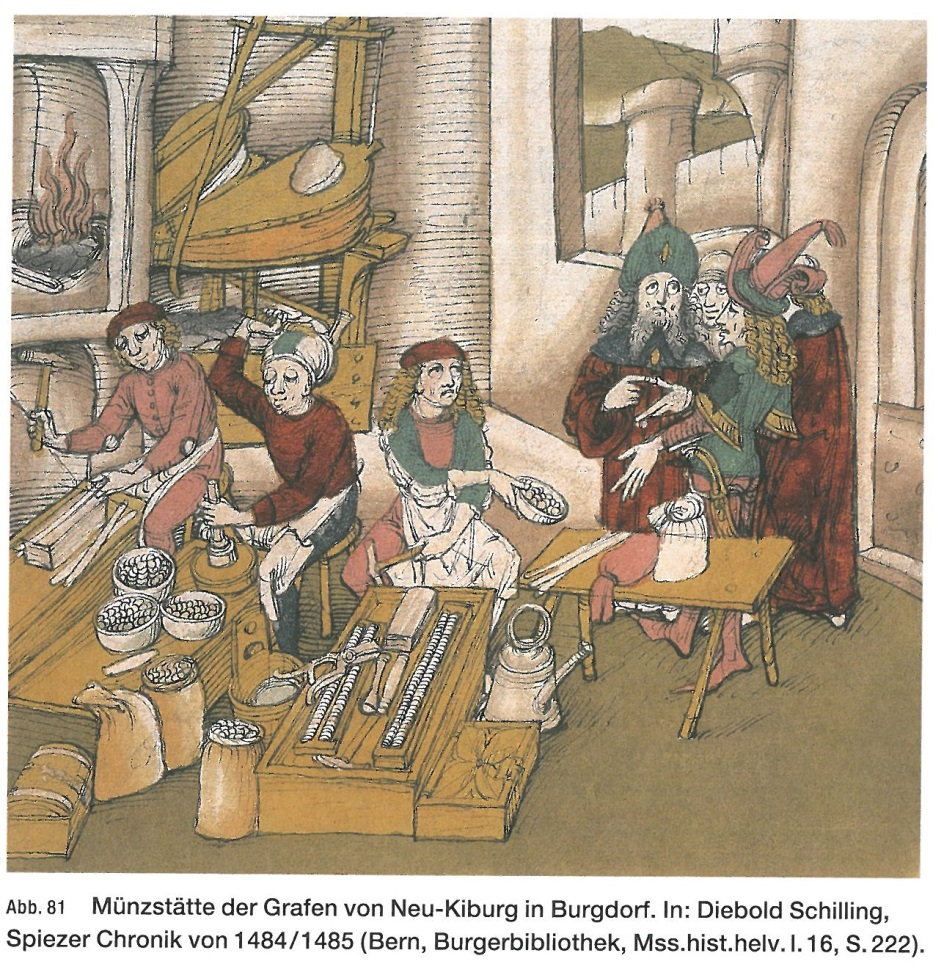 Abb. 81 Münzstätte der Grafen von Neu-Kiburg in Burgdorf. In: Diebold Schilling,
Spiezer Chronik von 1484/1485 (Bern, Burgerbibliothek, Mss.hist.helv. I. 16, S. 222).